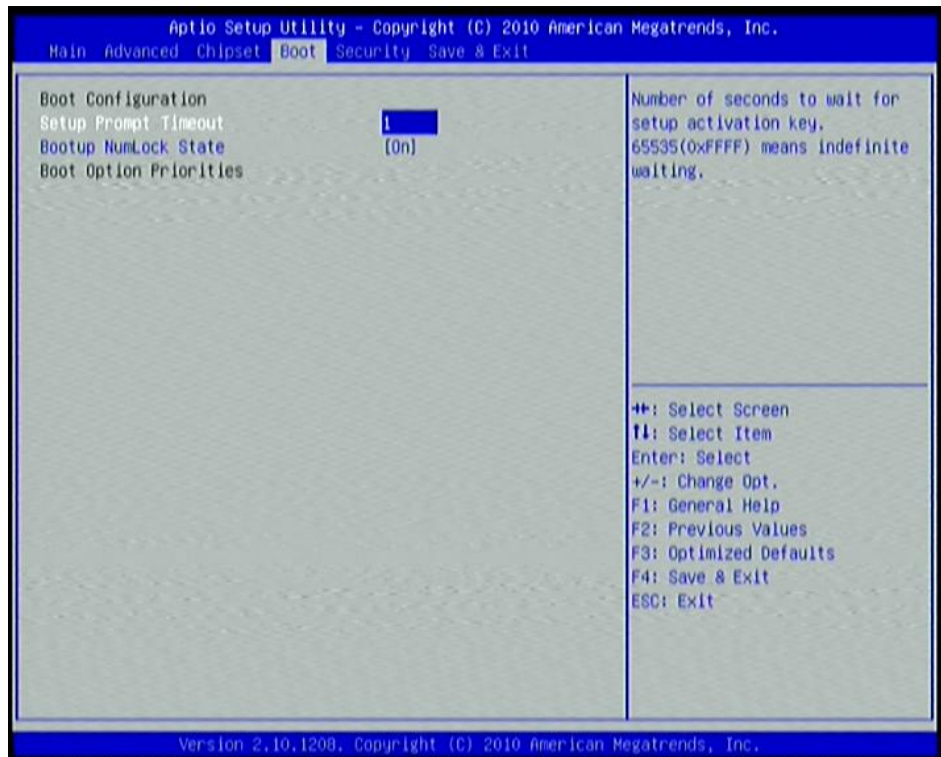 Aptio Setup Utility – Copyright (C) 2010 American Megatrends, Inc.
Main Advanced Chipset Boot Security Save & Exit
Boot Configuration
Setup Prompt Timeout 1
Bootup NumLock State [On]
Boot Option Priorities
Number of seconds to wait for
setup activation key.
65535(0xFFFF) means indefinite
waiting.
→←: Select Screen
↑↓: Select Item
Enter: Select
+/-: Change Opt.
F1: General Help
F2: Previous Values
F3: Optimized Defaults
F4: Save & Exit
ESC: Exit
Version 2.10.1208. Copyright (C) 2010 American Megatrends, Inc.